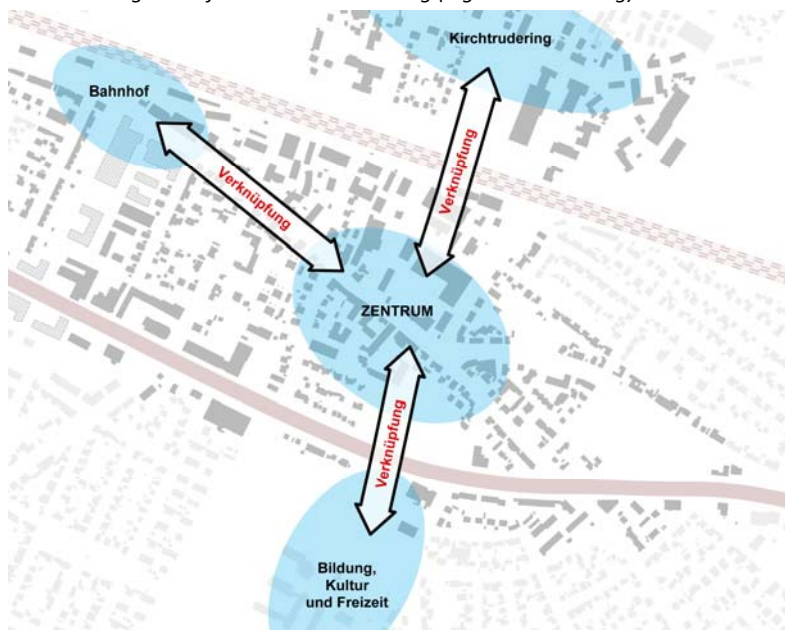 Kirchtrudering
Bahnhof
Verknüpfung
Verknüpfung
ZENTRUM
Verknüpfung
Bildung,
Kultur
und Freizeit